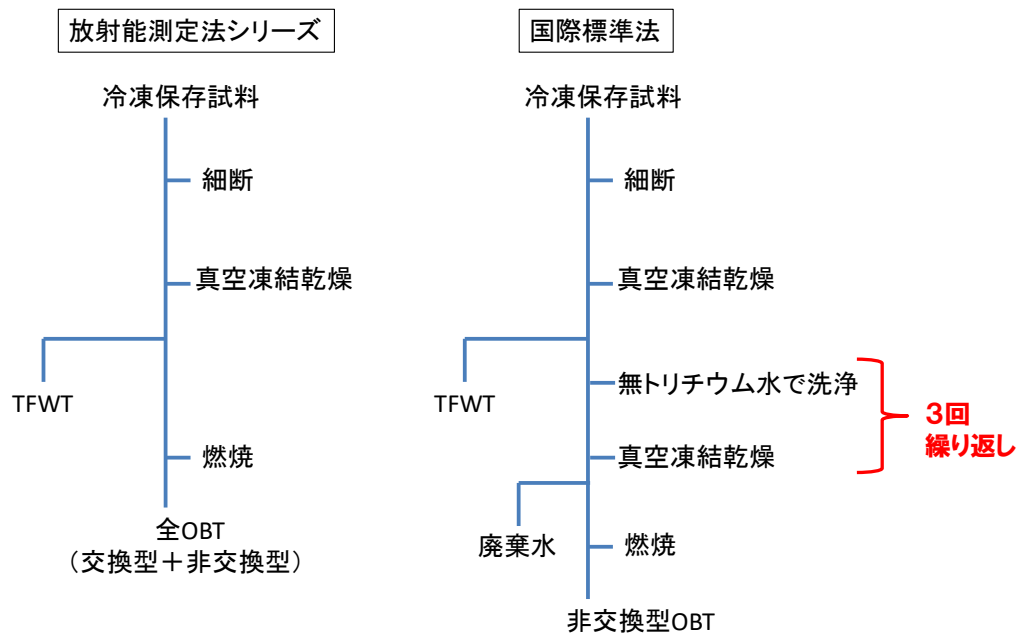 放射能測定法シリーズ
冷凍保存試料
細断
真空凍結乾燥
TFWT
燃焼
全OBT
（交換型＋非交換型）
国際標準法
冷凍保存試料
細断
真空凍結乾燥
TFWT
無トリチウム水で洗浄
真空凍結乾燥
３回
繰り返し
廃棄水
燃焼
非交換型OBT